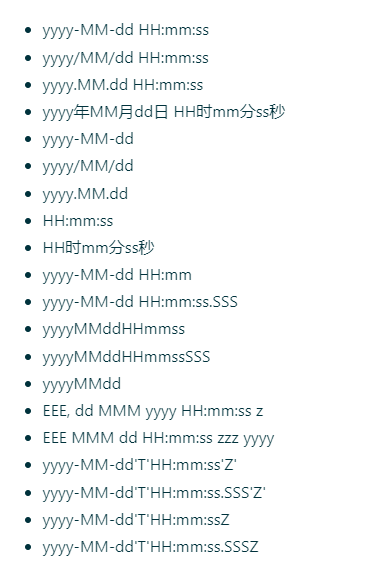 yyyy-MM-dd HH:mm:ss
yyyy/MM/dd HH:mm:ss
yyyy.MM.dd HH:mm:ss
yyyy年MM月dd日 HH时mm分ss秒
yyyy-MM-dd
yyyy/MM/dd
yyyy.MM.dd
HH:mm:ss
HH时mm分ss秒
yyyy-MM-dd HH:mm
yyyy-MM-dd HH:mm:ss.SSS
yyyyMMddHHmmss
yyyyMMddHHmmssSSS
yyyyMMdd
EEE, dd MMM yyyy HH:mm:ss z
EEE MMM dd HH:mm:ss zzz yyyy
yyyy-MM-dd'T'HH:mm:ss'Z'
yyyy-MM-dd'T'HH:mm:ss.SSS'Z'
yyyy-MM-dd'T'HH:mm:ssZ
yyyy-MM-dd'T'HH:mm:ss.SSSZ